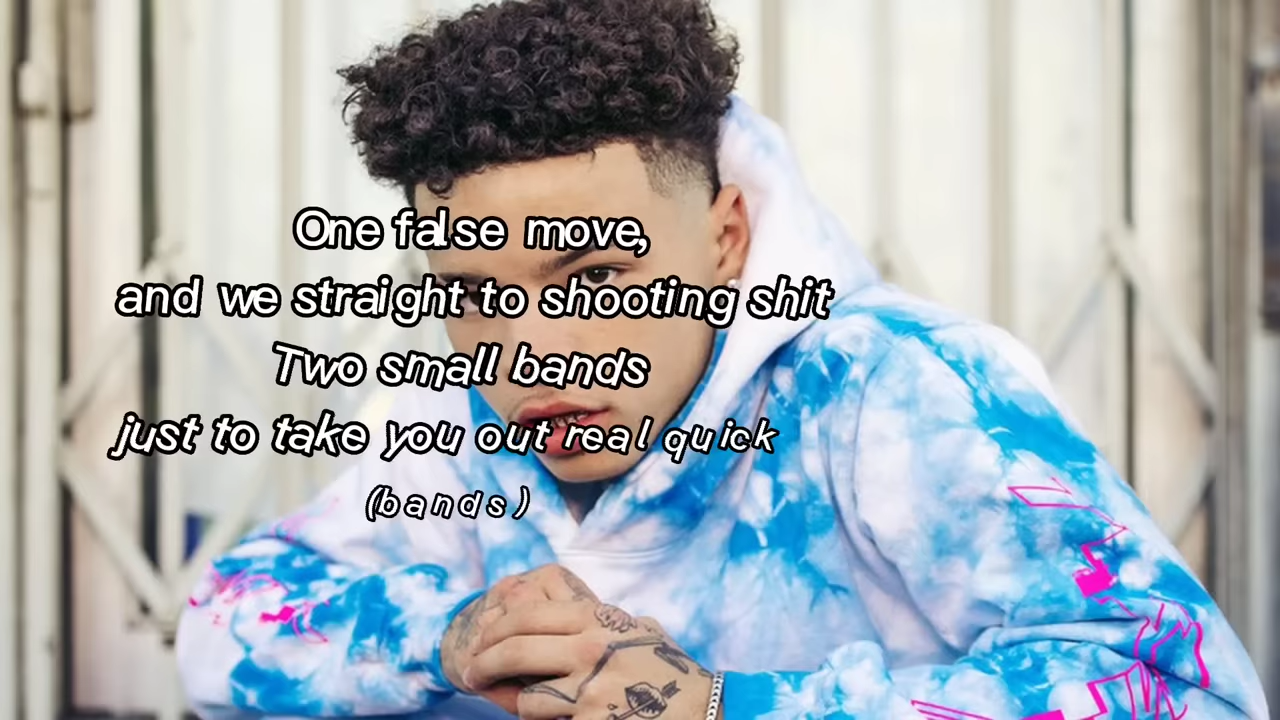 One false move,
and we straight to shooting shit
Two small bands
just to take you out real quick
(bands)